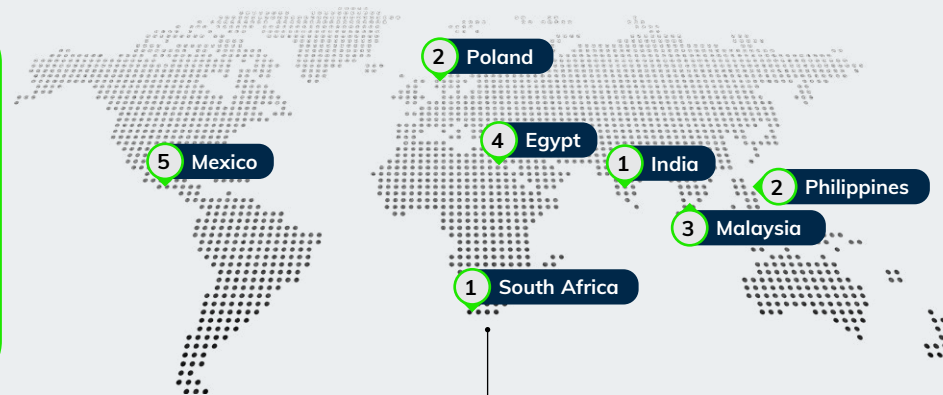 2 Poland
4 Egypt
5 Mexico
1 India
2 Philippines
3 Malaysia
1 South Africa